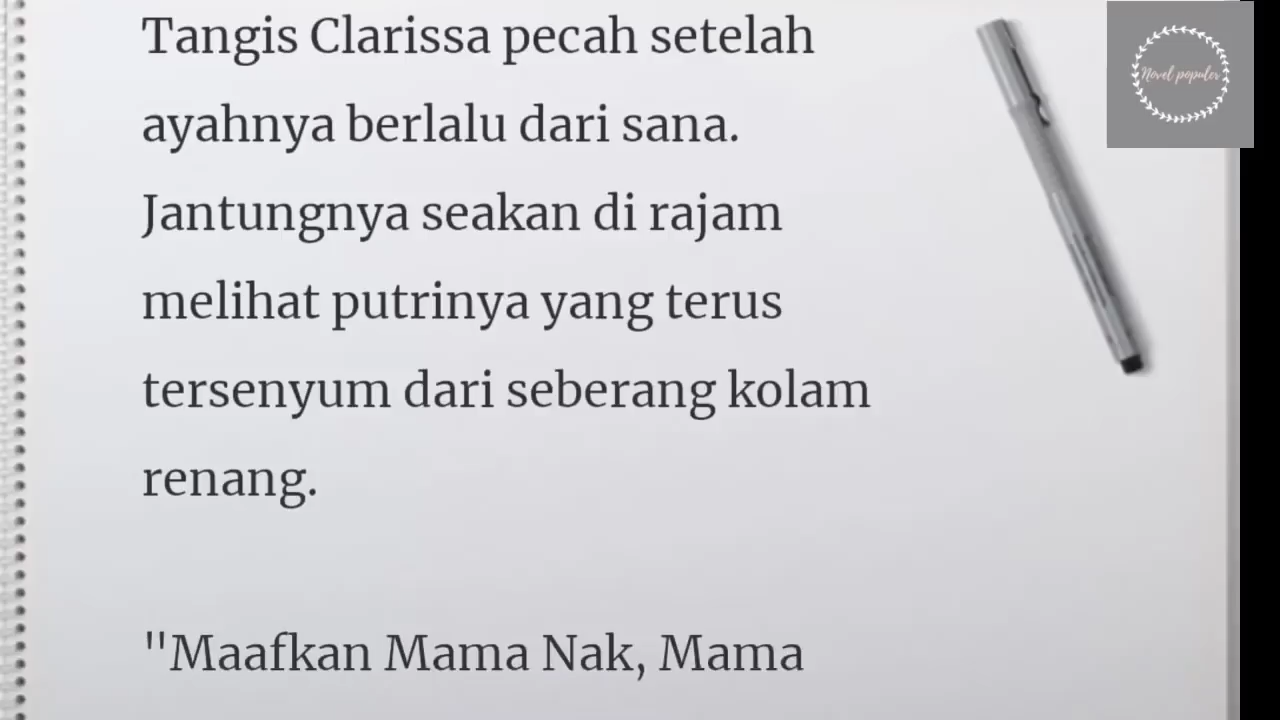 Tangis Clarissa pecah setelah
ayahnya berlalu dari sana.
Jantungnya seakan di rajam
melihat putrinya yang terus
tersenyum dari seberang kolam
renang.
"Maafkan Mama Nak, Mama
Novel populer